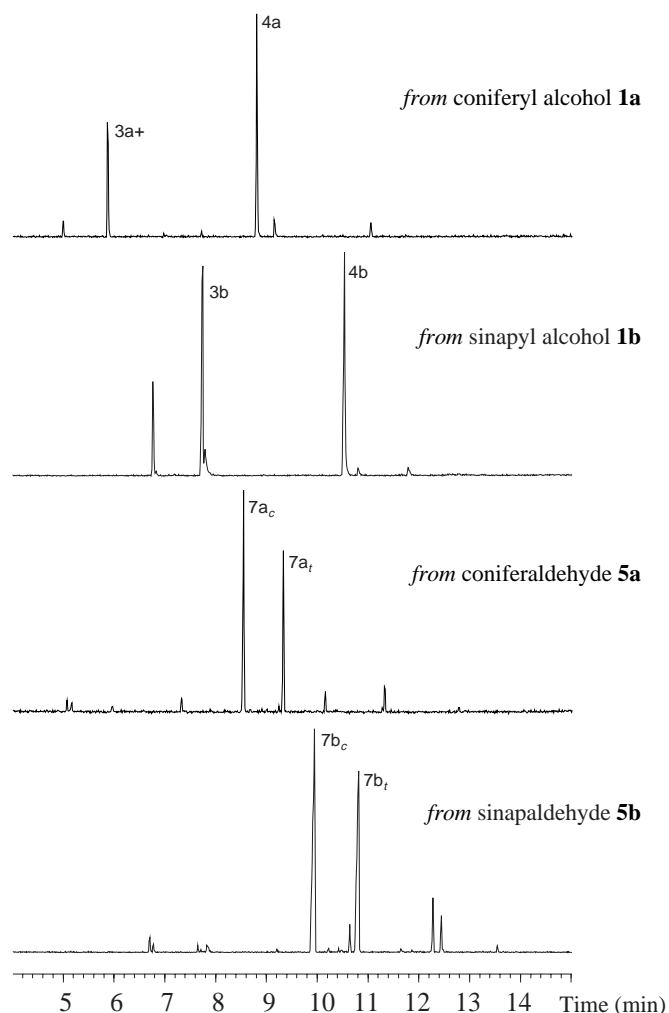 4a
from coniferyl alcohol 1a
3a+
4b
3b
from sinapyl alcohol 1b
7ac
7at
from coniferaldehyde 5a
7bc
7bt
from sinapaldehyde 5b
5 6 7 8 9 10 11 12 13 14 Time (min)